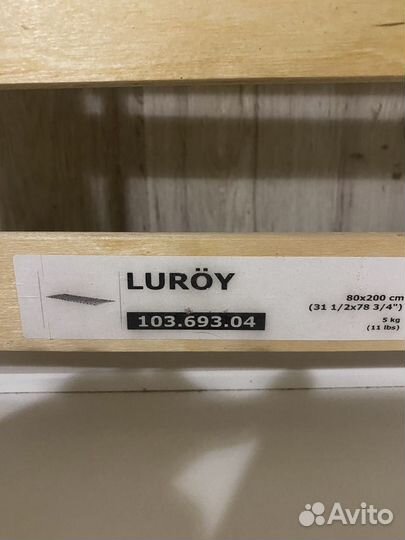 LURÖY
103.693.04
80x200 cm
(31 1/2x78 3/4")
5 kg
(11 lbs)
Avito